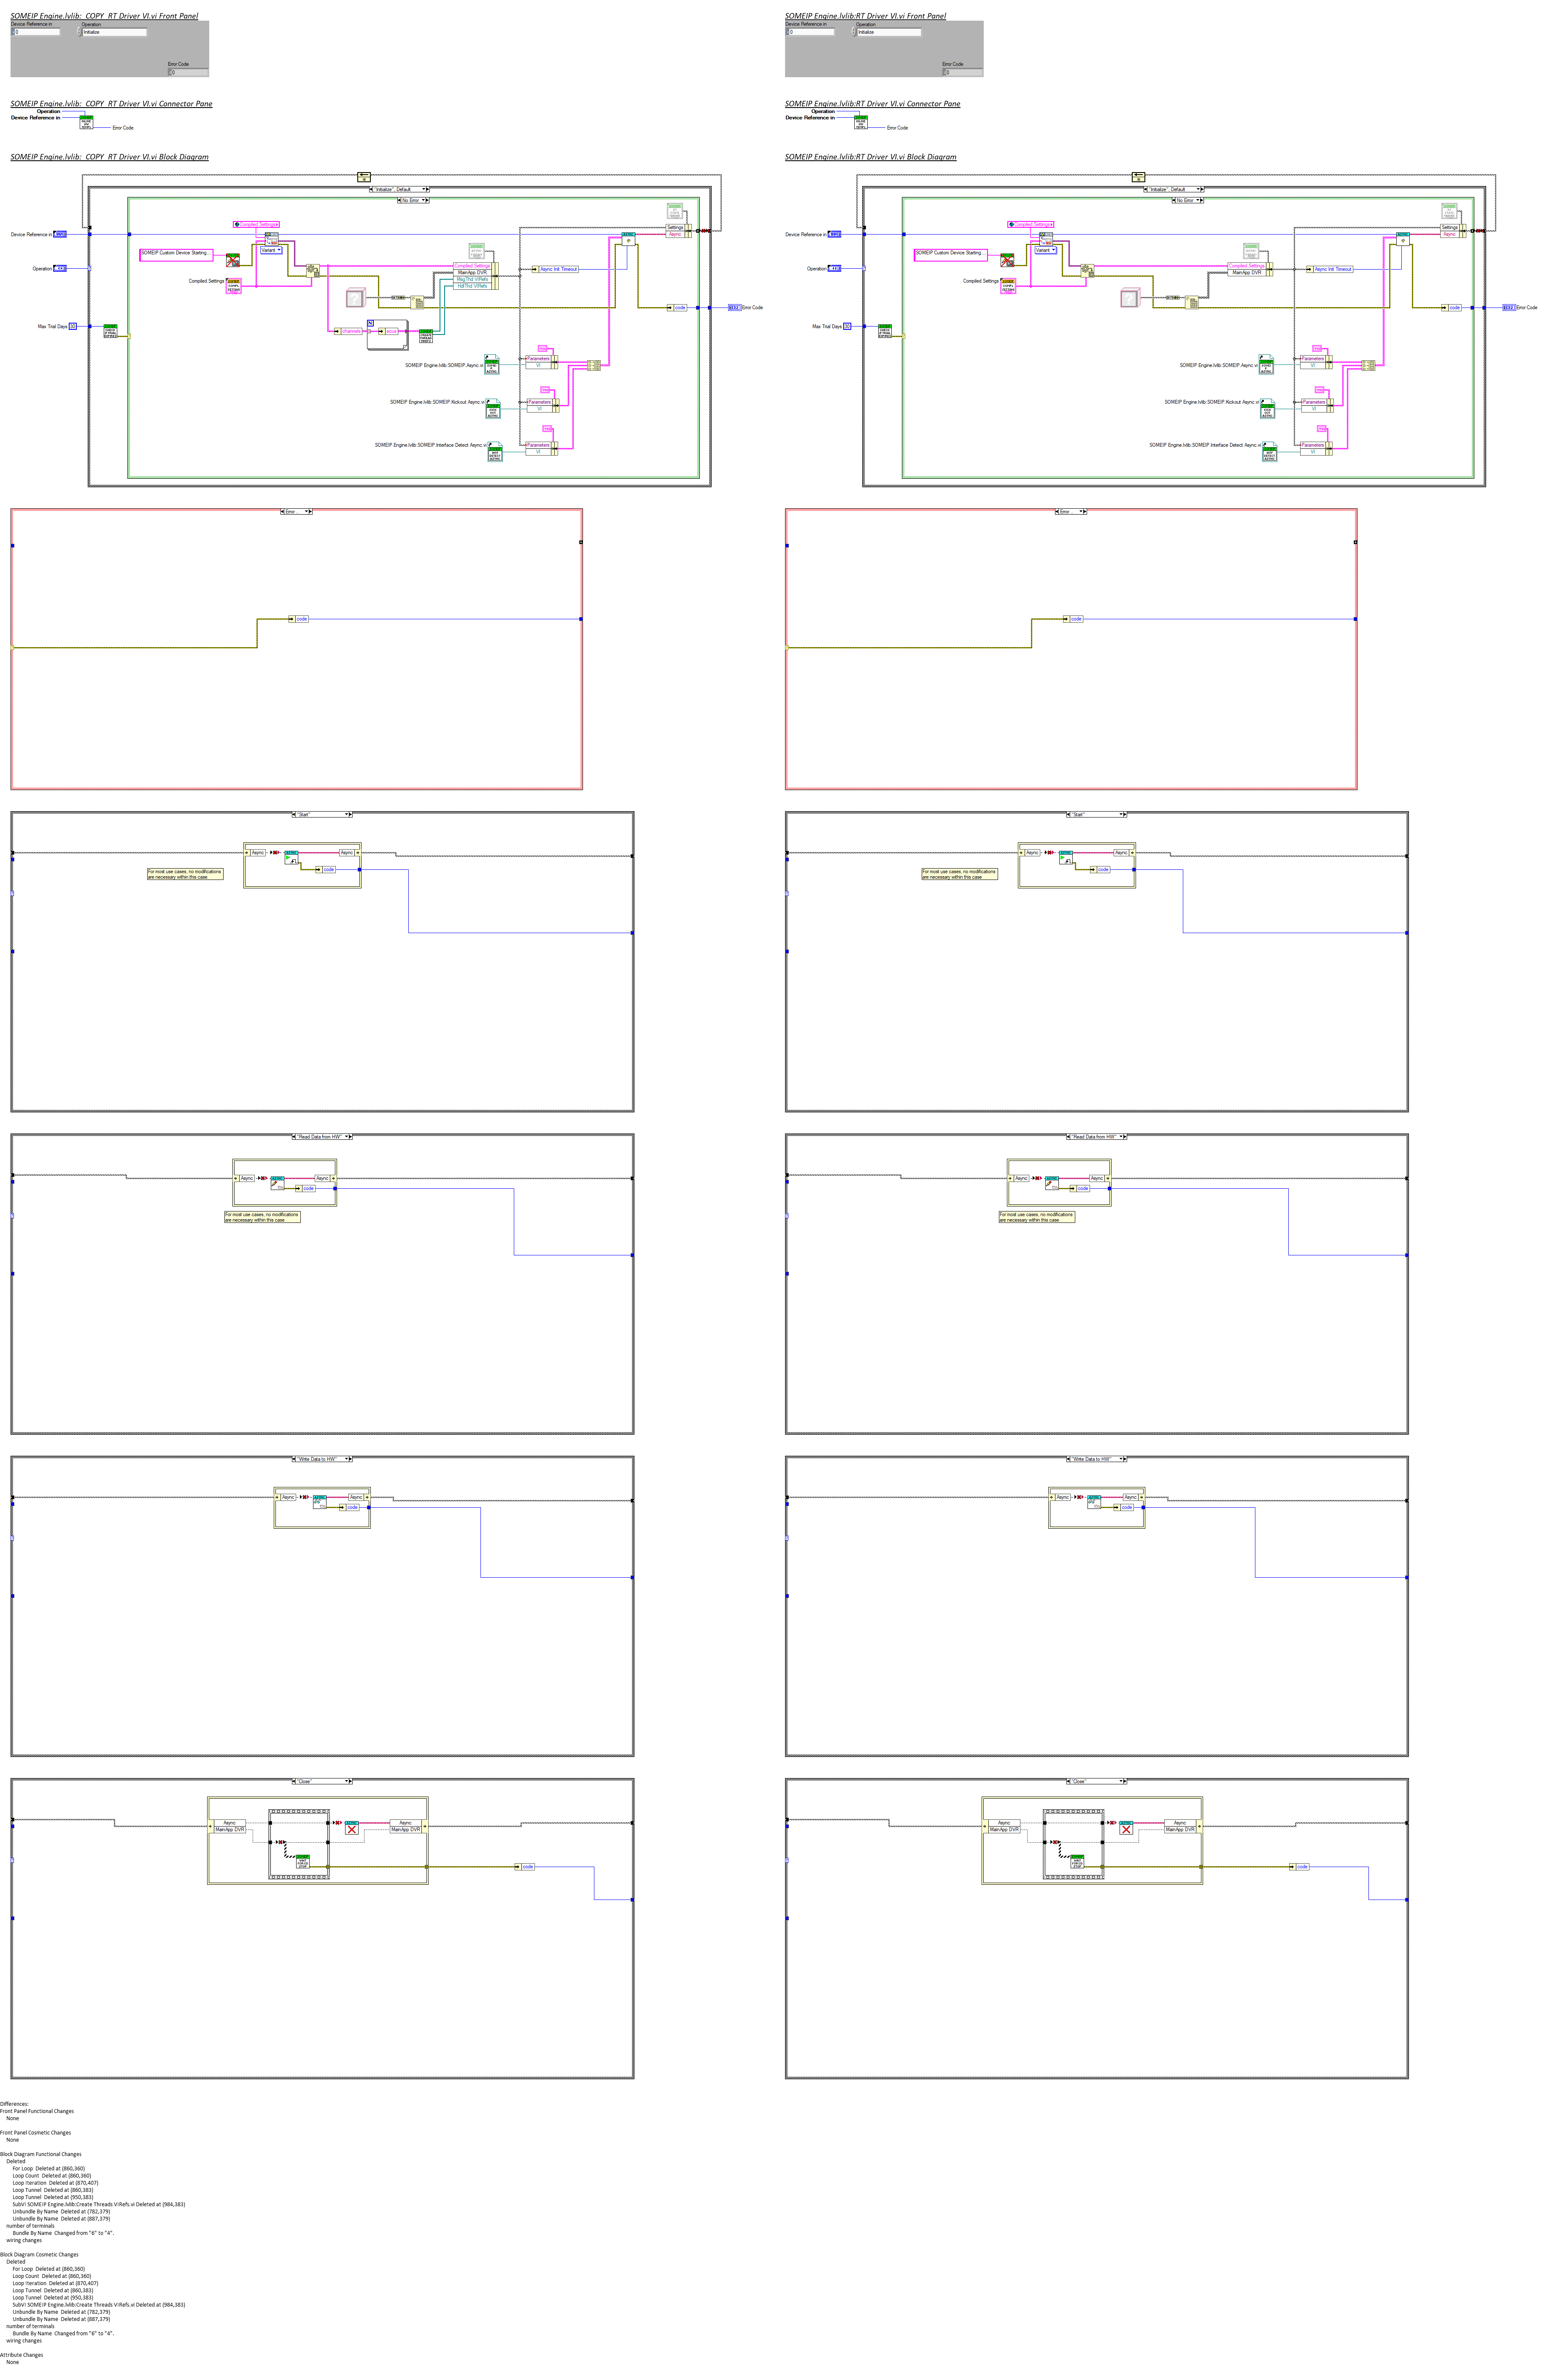 SOMEIP Engine.lvlib:_COPY_RT Driver VI.vi Front Panel
Device Reference in
Operation
0
Initialize
Error Code
0
SOMEIP Engine.lvlib:_COPY_RT Driver VI.vi Connector Pane
Operation
Device Reference in
Error Code
SOMEIP Engine.lvlib:_COPY_RT Driver VI.vi Block Diagram
"Initialize", Default
No Error
Compiled Settings
Device Reference in
SOMEIP Custom Device Starting...
Variant
Settings
Async
Operation
Compiled Settings
Compiled Settings
MainApp DVR
MsgThd VIRefs
HdlThd VIRefs
Async Init Timeout
code
Error Code
Max Trial Days
30
channels
ecus
N
SOMEIP Engine.lvlib:SOMEIP Async.vi
Parameters
VI
SOMEIP Engine.lvlib:SOMEIP Kickout Async.vi
Parameters
VI
SOMEIP Engine.lvlib:SOMEIP Interface Detect Async.vi
Parameters
VI
Error
code
"Start"
Async
Async
code
For most use cases, no modifications
are necessary within this case
"Read Data from HW"
Async
Async
code
For most use cases, no modifications
are necessary within this case
"Write Data to HW"
Async
Async
code
"Close"
Async
MainApp DVR
Async
MainApp DVR
code
SOMEIP Engine.lvlib:RT Driver VI.vi Front Panel
Device Reference in
Operation
0
Initialize
Error Code
0
SOMEIP Engine.lvlib:RT Driver VI.vi Connector Pane
Operation
Device Reference in
Error Code
SOMEIP Engine.lvlib:RT Driver VI.vi Block Diagram
"Initialize", Default
No Error
Compiled Settings
Device Reference in
SOMEIP Custom Device Starting...
Variant
Settings
Async
Operation
Compiled Settings
Compiled Settings
MainApp DVR
Async Init Timeout
code
Error Code
Max Trial Days
30
SOMEIP Engine.lvlib:SOMEIP Async.vi
Parameters
VI
SOMEIP Engine.lvlib:SOMEIP Kickout Async.vi
Parameters
VI
SOMEIP Engine.lvlib:SOMEIP Interface Detect Async.vi
Parameters
VI
Error
code
"Start"
Async
Async
code
For most use cases, no modifications
are necessary within this case
"Read Data from HW"
Async
Async
code
For most use cases, no modifications
are necessary within this case
"Write Data to HW"
Async
Async
code
"Close"
Async
MainApp DVR
Async
MainApp DVR
code
Differences:
Front Panel Functional Changes
None
Front Panel Cosmetic Changes
None
Block Diagram Functional Changes
Deleted
For Loop Deleted at (860,360)
Loop Count Deleted at (860,360)
Loop Iteration Deleted at (870,407)
Loop Tunnel Deleted at (860,383)
Loop Tunnel Deleted at (950,383)
SubVI SOMEIP Engine.lvlib:Create Threads VIRefs.vi Deleted at (984,383)
Unbundle By Name Deleted at (782,379)
Unbundle By Name Deleted at (887,379)
number of terminals
Bundle By Name Changed from "6" to "4".
wiring changes
Block Diagram Cosmetic Changes
Deleted
For Loop Deleted at (860,360)
Loop Count Deleted at (860,360)
Loop Iteration Deleted at (870,407)
Loop Tunnel Deleted at (860,383)
Loop Tunnel Deleted at (950,383)
SubVI SOMEIP Engine.lvlib:Create Threads VIRefs.vi Deleted at (984,383)
Unbundle By Name Deleted at (782,379)
Unbundle By Name Deleted at (887,379)
number of terminals
Bundle By Name Changed from "6" to "4".
wiring changes
Attribute Changes
None